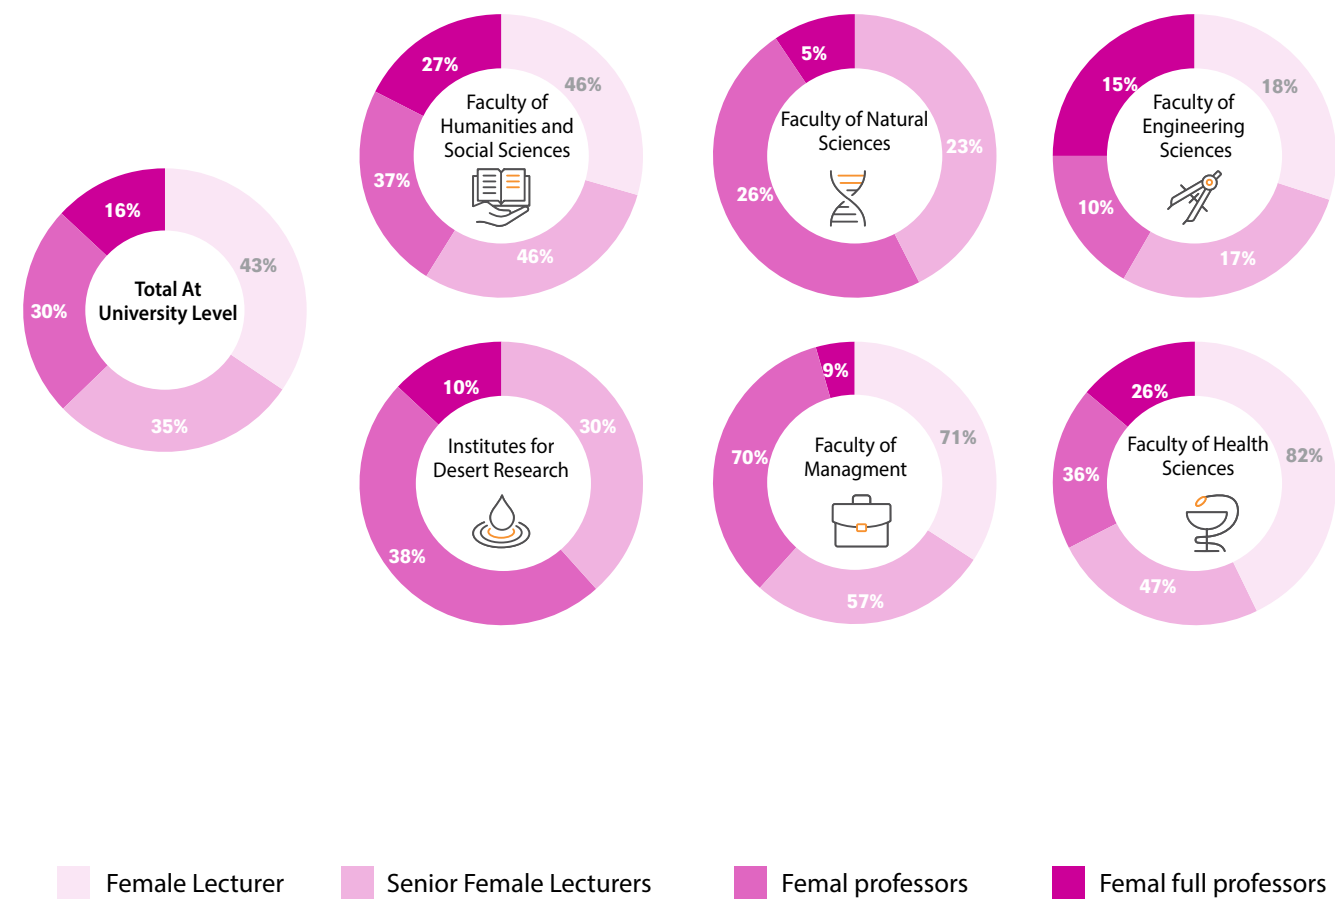 16%
43%
Total At
University Level
30%
35%
27%
46%
Faculty of
Humanities and
Social Sciences
37%
46%
5%
Faculty of Natural
Sciences
23%
26%
15%
18%
Faculty of
Engineering
Sciences
10%
17%
10%
30%
Institutes for
Desert Research
38%
9%
71%
Faculty of
Managment
70%
57%
26%
Faculty of Health
Sciences
82%
36%
47%
Female Lecturer
Senior Female Lecturers
Femal professors
Femal full professors